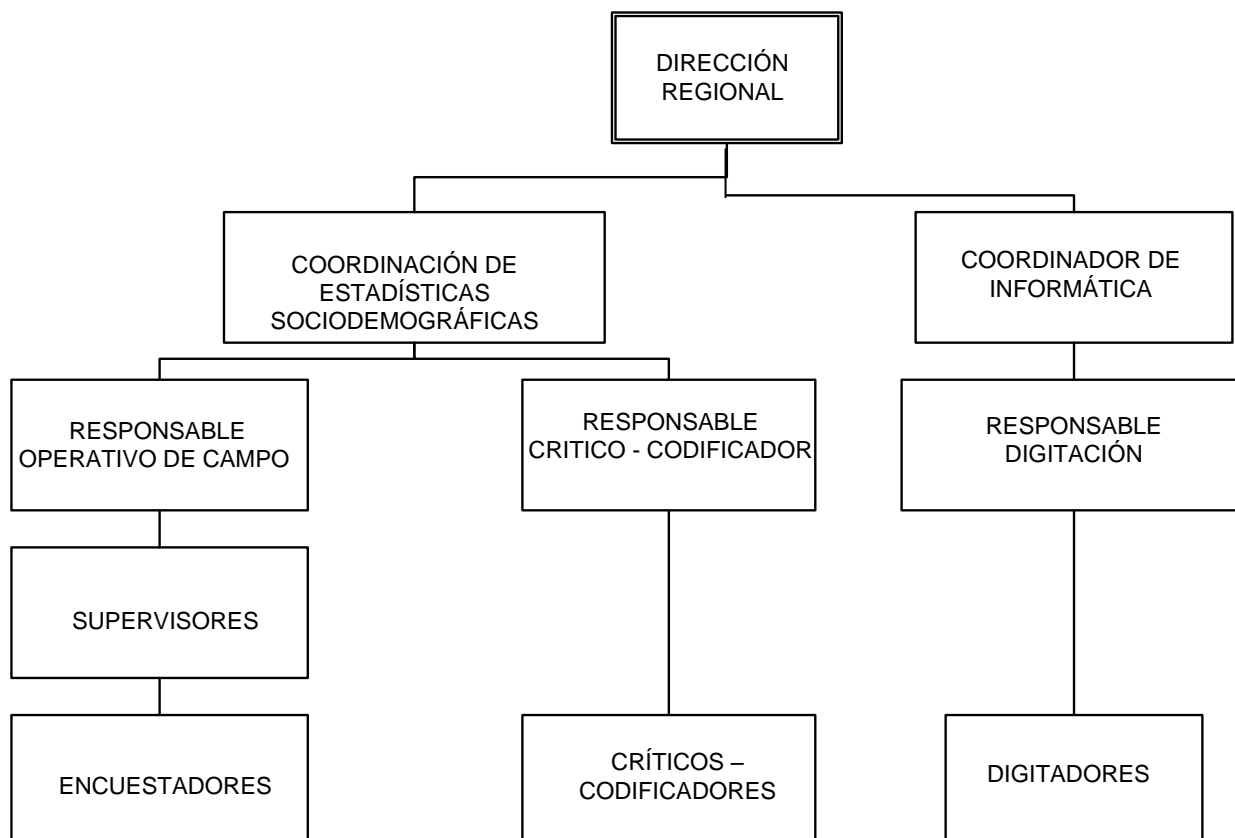 DIRECCIÓN
REGIONAL
COORDINACIÓN DE
ESTADÍSTICAS
SOCIODEMOGRÁFICAS
COORDINADOR DE
INFORMÁTICA
RESPONSABLE
OPERATIVO DE CAMPO
RESPONSABLE
CRITICO - CODIFICADOR
RESPONSABLE
DIGITACIÓN
SUPERVISORES
ENCUESTADORES
CRÍTICOS –
CODIFICADORES
DIGITADORES